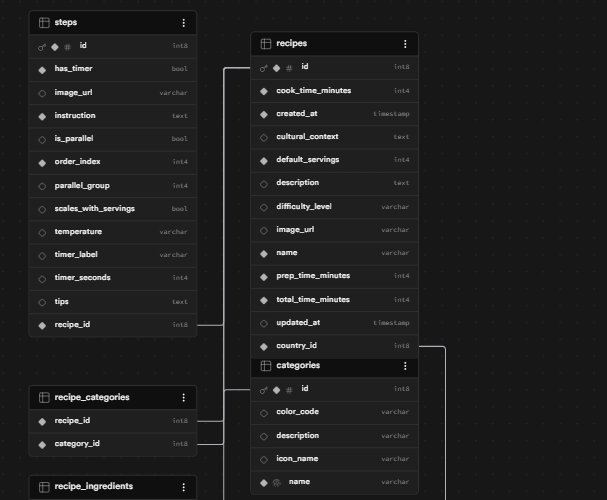 steps
id int8
has_timer bool
image_url varchar
instruction text
is_parallel bool
order_index int4
parallel_group int4
scales_with_servings bool
temperature varchar
timer_label varchar
timer_seconds int4
tips text
recipe_id int8
recipe_categories
recipe_id int8
category_id int8
recipe_ingredients
recipes
id int8
cook_time_minutes int4
created_at timestamp
cultural_context text
default_servings int4
description text
difficulty_level varchar
image_url varchar
name varchar
prep_time_minutes int4
total_time_minutes int4
updated_at timestamp
country_id int8
categories
id int8
color_code varchar
description varchar
icon_name varchar
name varchar